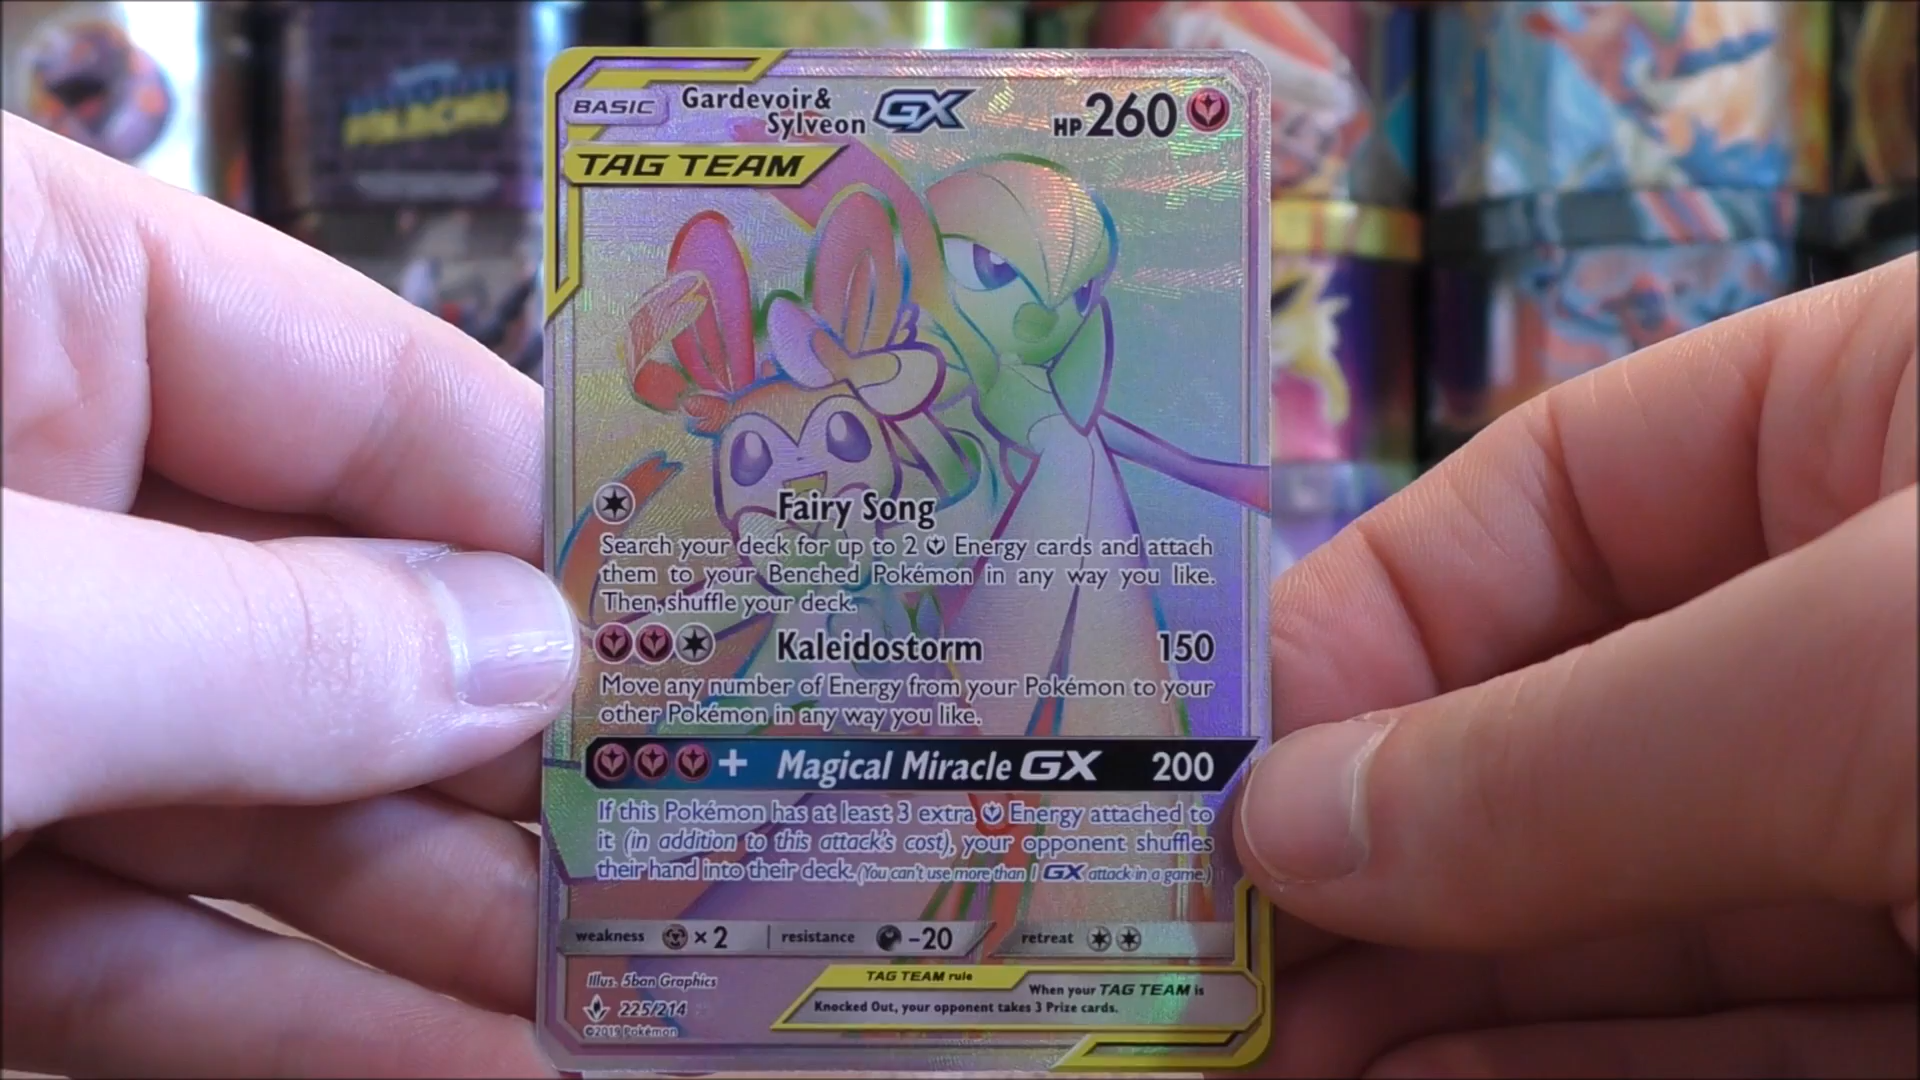 BASIC Gardevoir& Sylveon GX HP 260
TAG TEAM
Fairy Song
Search your deck for up to 2 Energy cards and attach
them to your Benched Pokémon in any way you like.
Then, shuffle your deck.
Kaleidostorm 150
Move any number of Energy from your Pokémon to your
other Pokémon in any way you like.
+ Magical Miracle GX 200
If this Pokémon has at least 3 extra Energy attached to
it (in addition to this attack's cost), your opponent shuffles
their hand into their deck. (You can't use more than 1 GX attack in a game.)
weakness ×2 resistance -20 retreat
Illus. 5ban Graphics
225/214
©2019 Pokémon
TAG TEAM rule
When your TAG TEAM is
Knocked Out, your opponent takes 3 Prize cards.
PIKACHU